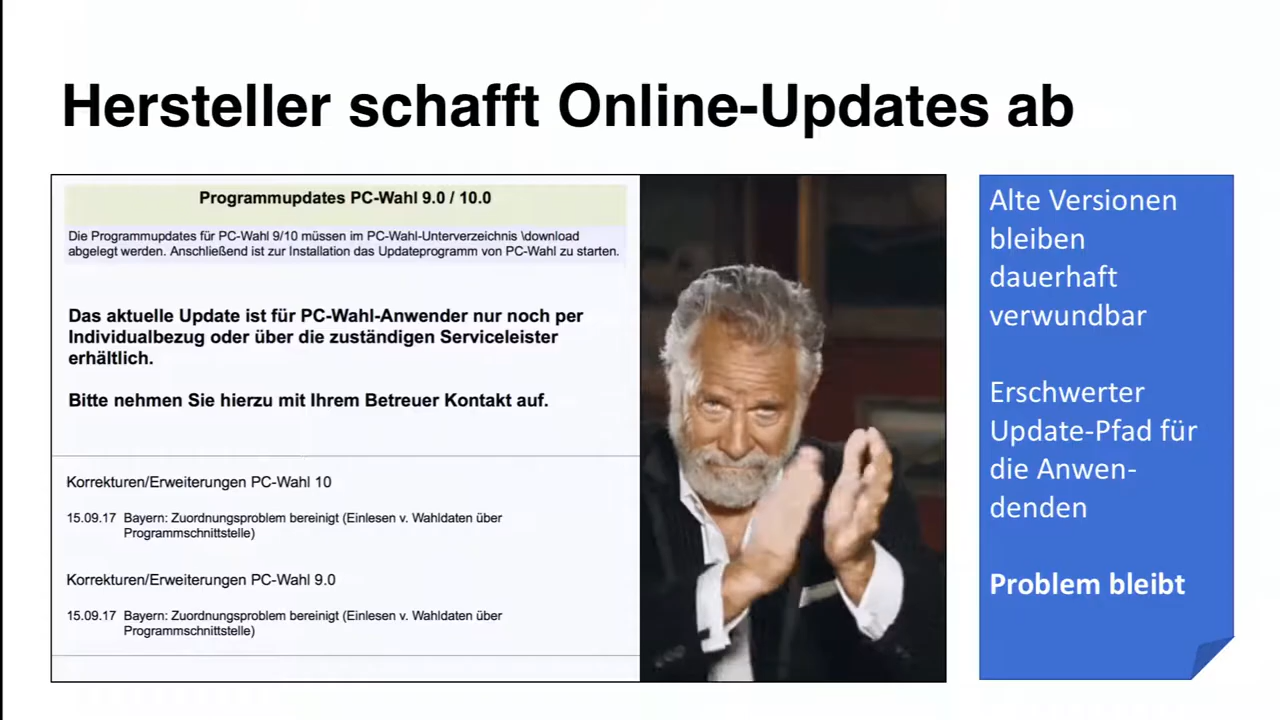 Hersteller schafft Online-Updates ab
Programmupdates PC-Wahl 9.0 / 10.0
Die Programmupdates für PC-Wahl 9/10 müssen im PC-Wahl-Unterverzeichnis \download
abgelegt werden. Anschließend ist zur Installation das Updateprogramm von PC-Wahl zu starten.
Das aktuelle Update ist für PC-Wahl-Anwender nur noch per
Individualbezug oder über die zuständigen Serviceleister
erhältlich.
Bitte nehmen Sie hierzu mit Ihrem Betreuer Kontakt auf.
Korrekturen/Erweiterungen PC-Wahl 10
15.09.17 Bayern: Zuordnungsproblem bereinigt (Einlesen v. Wahldaten über
Programmschnittstelle)
Korrekturen/Erweiterungen PC-Wahl 9.0
15.09.17 Bayern: Zuordnungsproblem bereinigt (Einlesen v. Wahldaten über
Programmschnittstelle)
Alte Versionen
bleiben
dauerhaft
verwundbar
Erschwerter
Update-Pfad für
die Anwen-
denden
Problem bleibt